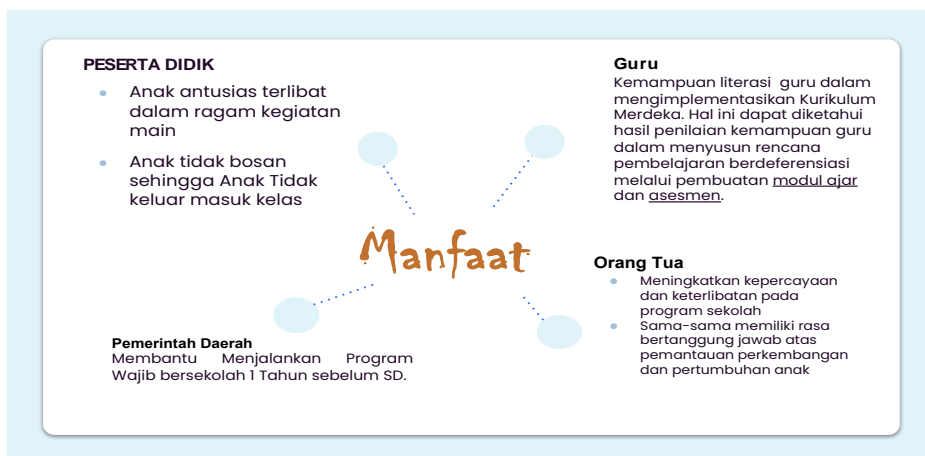 PESERTA DIDIK
Anak antusias terlibat
dalam ragam kegiatan
main
Anak tidak bosan
sehingga Anak Tidak
keluar masuk kelas
Guru
Kemampuan literasi guru dalam
mengimplementasikan Kurikulum
Merdeka. Hal ini dapat diketahui
hasil penilaian kemampuan guru
dalam menyusun rencana
pembelajaran berdeferensiasi
melalui pembuatan modul ajar
dan asesmen.
Manfaat
Pemerintah Daerah
Membantu Menjalankan Program
Wajib bersekolah 1 Tahun sebelum SD.
Orang Tua
Meningkatkan kepercayaan
dan keterlibatan pada
program sekolah
Sama-sama memiliki rasa
bertanggung jawab atas
pemantauan perkembangan
dan pertumbuhan anak